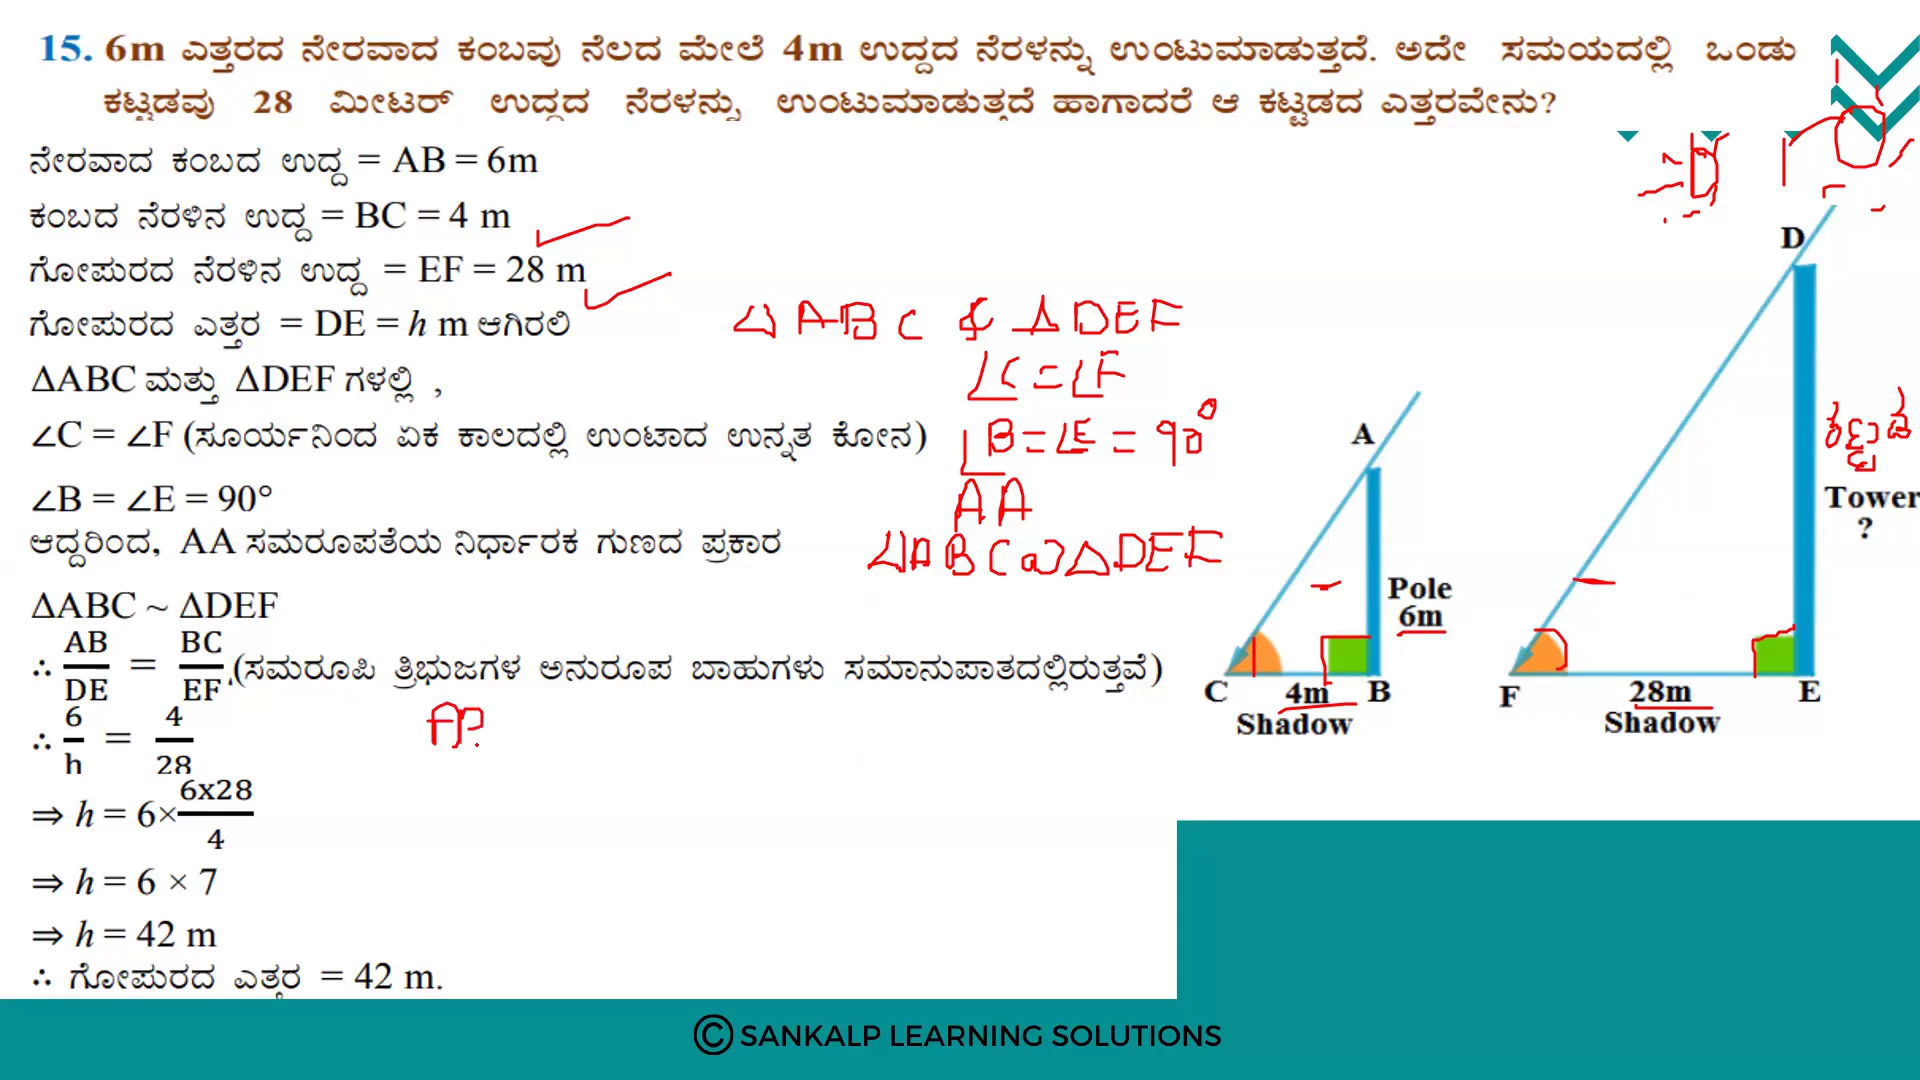 15. 6m ಎತ್ತರದ ನೇರವಾದ ಕಂಬವು ನೆಲದ ಮೇಲೆ 4m ಉದ್ದದ ನೆರಳನ್ನು ಉಂಟುಮಾಡುತ್ತದೆ. ಅದೇ ಸಮಯದಲ್ಲಿ ಒಂಡು
ಕಟ್ಟಡವು 28 ಮೀಟರ್ ಉದ್ದದ ನೆರಳನ್ನು ಉಂಟುಮಾಡುತ್ತದೆ ಹಾಗಾದರೆ ಆ ಕಟ್ಟಡದ ಎತ್ತರವೇನು?
ನೇರವಾದ ಕಂಬದ ಉದ್ದ = AB = 6m
ಕಂಬದ ನೆರಳಿನ ಉದ್ದ = BC = 4 m
ಗೋಪುರದ ನೆರಳಿನ ಉದ್ದ = EF = 28 m
ಗೋಪುರದ ಎತ್ತರ = DE = h m ಆಗಿರಲಿ
ΔABC ಮತ್ತು ΔDEF ಗಳಲ್ಲಿ ,
∠C = ∠F (ಸೂರ್ಯನಿಂದ ಏಕ ಕಾಲದಲ್ಲಿ ಉಂಟಾದ ಉನ್ನತ ಕೋನ)
∠B = ∠E = 90°
ಆದ್ದರಿಂದ, AA ಸಮರೂಪತೆಯ ನಿರ್ಧಾರಕ ಗುಣದ ಪ್ರಕಾರ
ΔABC ~ ΔDEF
∴ AB/DE = BC/EF (ಸಮರೂಪಿ ತ್ರಿಭುಜಗಳ ಅನುರೂಪ ಬಾಹುಗಳು ಸಮಾನುಪಾತದಲ್ಲಿರುತ್ತವೆ)
∴ 6/h = 4/28
⇒ h = 6×6x28/4
⇒ h = 6 × 7
⇒ h = 42 m
∴ ಗೋಪುರದ ಎತ್ತರ = 42 m.
△ABC & △DEF
∠C = ∠F
∠B = ∠E = 90°
AA
△ABC ~ △DEF
A
Pole
6m
C 4m B
Shadow
D
Tower
?
F 28m E
Shadow
© SANKALP LEARNING SOLUTIONS